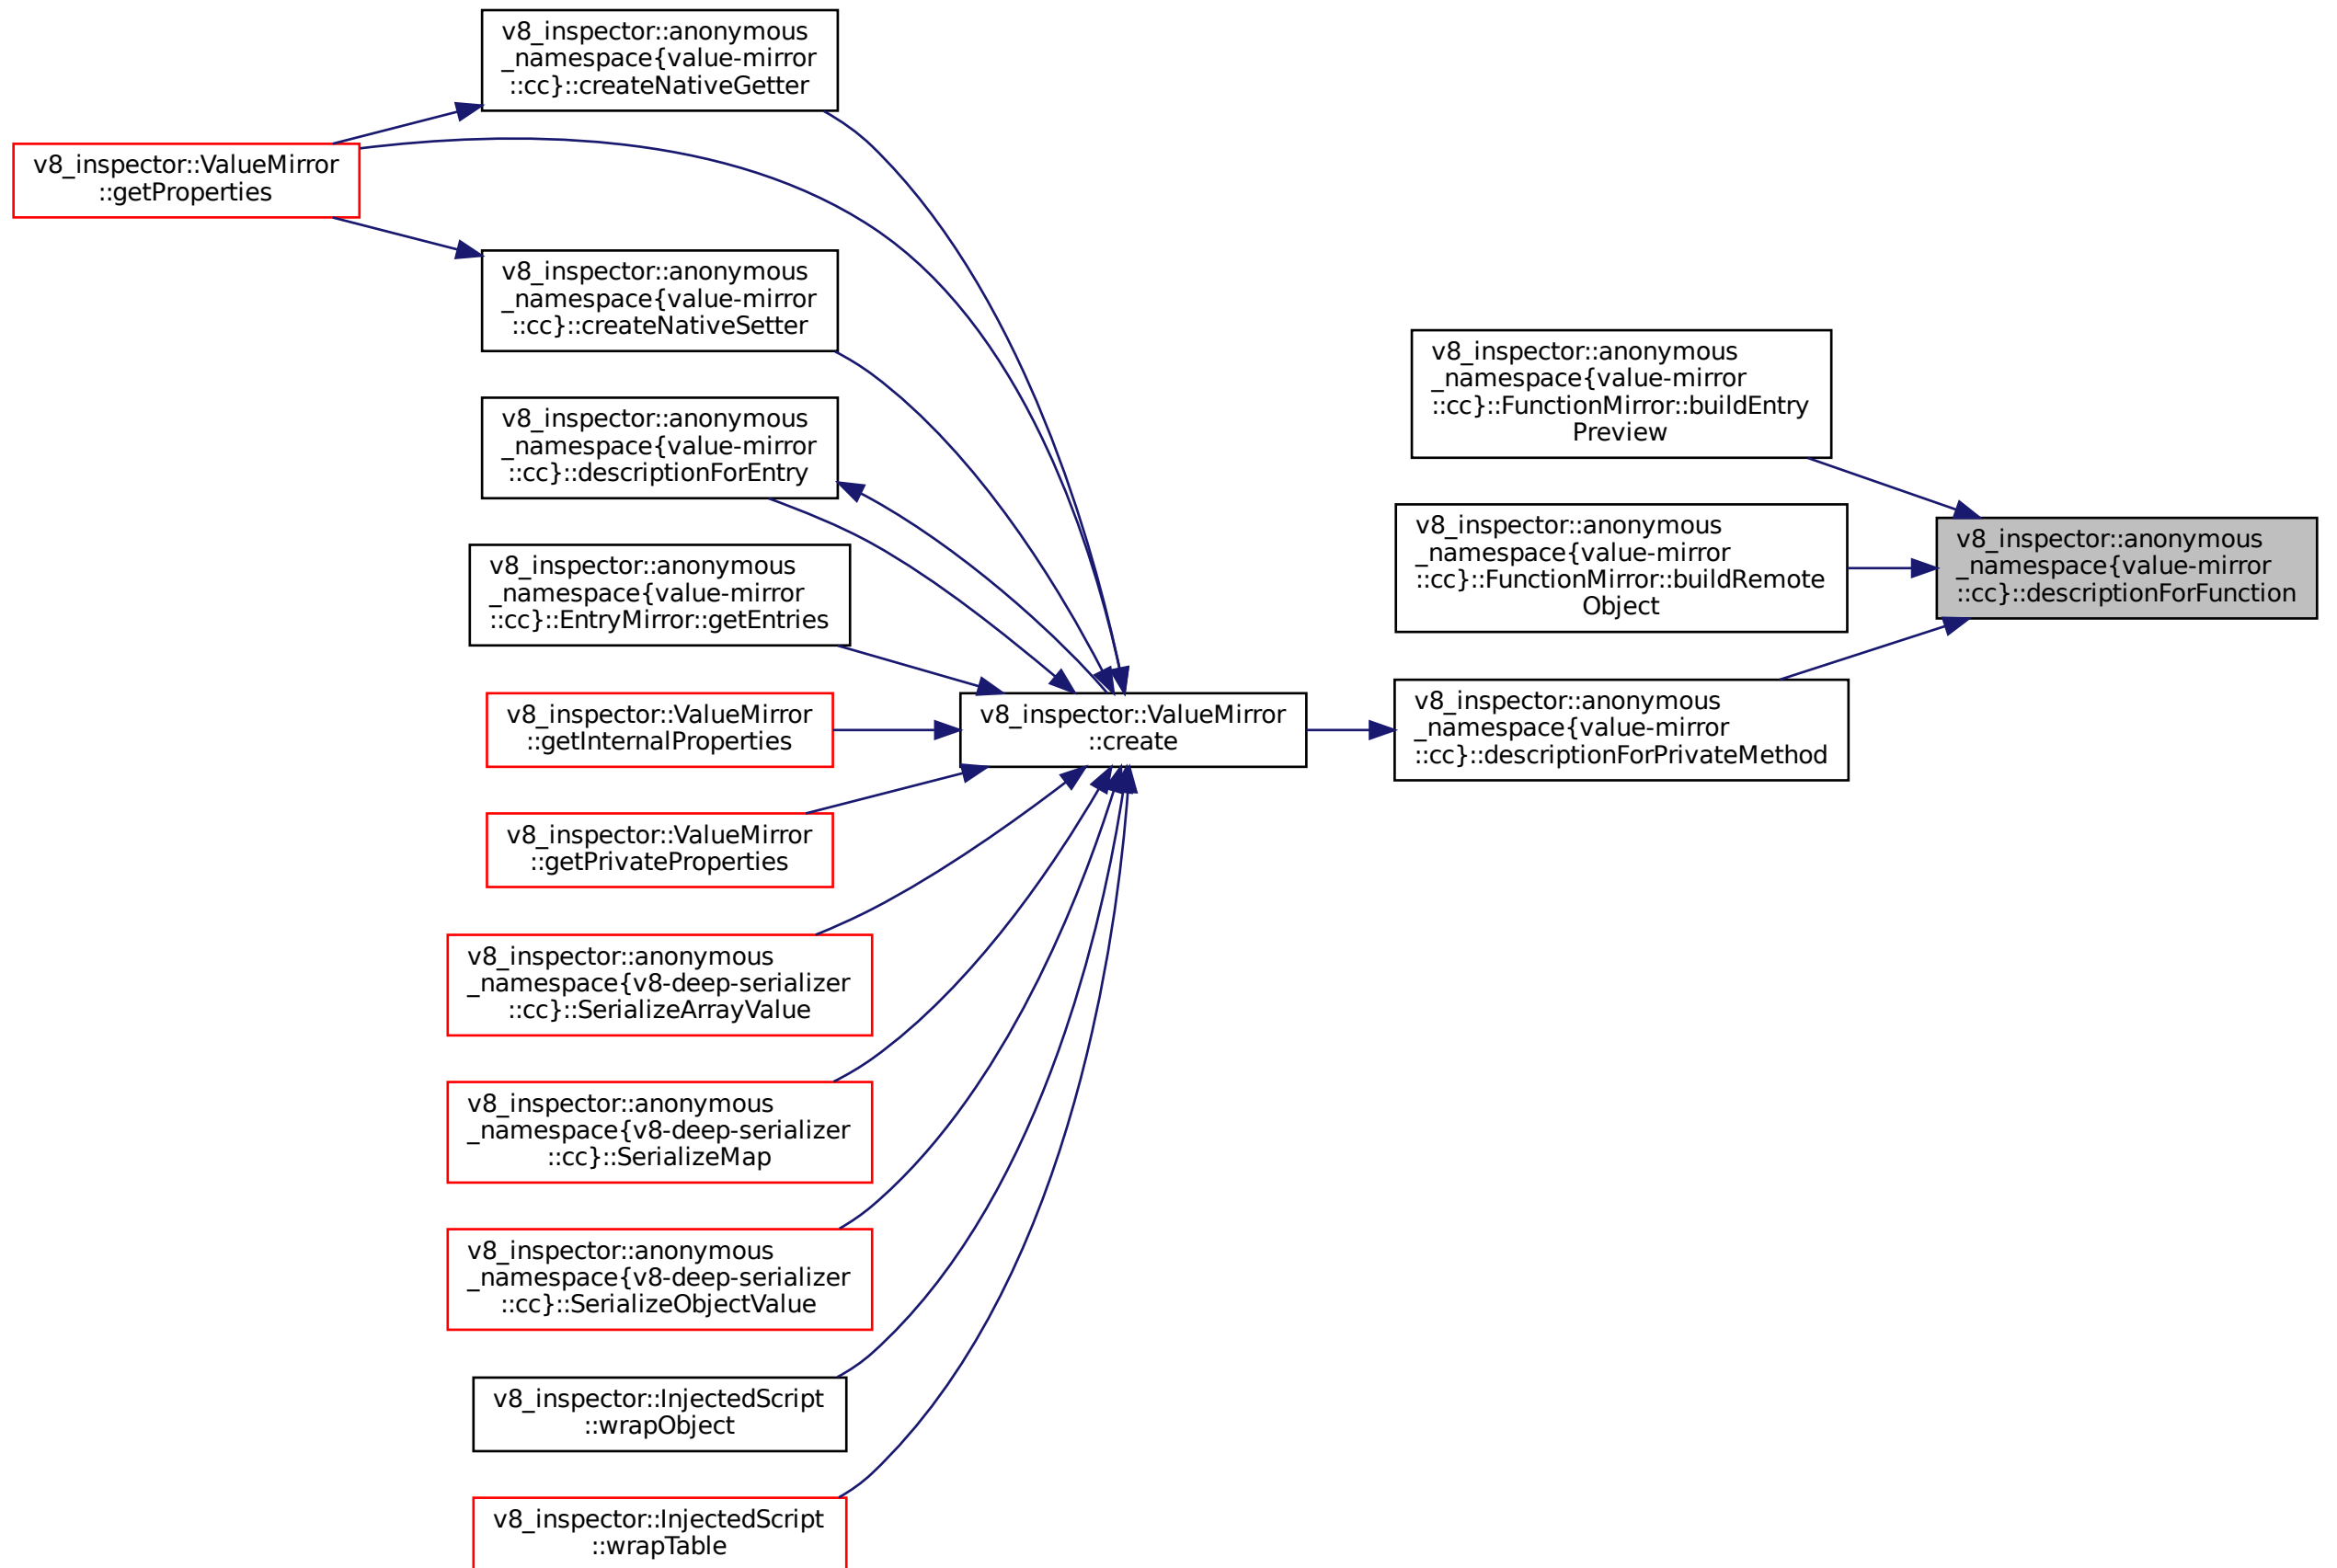 v8_inspector::anonymous
_namespace{value-mirror
::cc}::createNativeGetter
v8_inspector::ValueMirror
::getProperties
v8_inspector::anonymous
_namespace{value-mirror
::cc}::createNativeSetter
v8_inspector::anonymous
_namespace{value-mirror
::cc}::descriptionForEntry
v8_inspector::anonymous
_namespace{value-mirror
::cc}::EntryMirror::getEntries
v8_inspector::ValueMirror
::getInternalProperties
v8_inspector::ValueMirror
::getPrivateProperties
v8_inspector::anonymous
_namespace{v8-deep-serializer
::cc}::SerializeArrayValue
v8_inspector::anonymous
_namespace{v8-deep-serializer
::cc}::SerializeMap
v8_inspector::anonymous
_namespace{v8-deep-serializer
::cc}::SerializeObjectValue
v8_inspector::InjectedScript
::wrapObject
v8_inspector::InjectedScript
::wrapTable
v8_inspector::ValueMirror
::create
v8_inspector::anonymous
_namespace{value-mirror
::cc}::FunctionMirror::buildEntry
Preview
v8_inspector::anonymous
_namespace{value-mirror
::cc}::FunctionMirror::buildRemote
Object
v8_inspector::anonymous
_namespace{value-mirror
::cc}::descriptionForPrivateMethod
v8_inspector::anonymous
_namespace{value-mirror
::cc}::descriptionForFunction